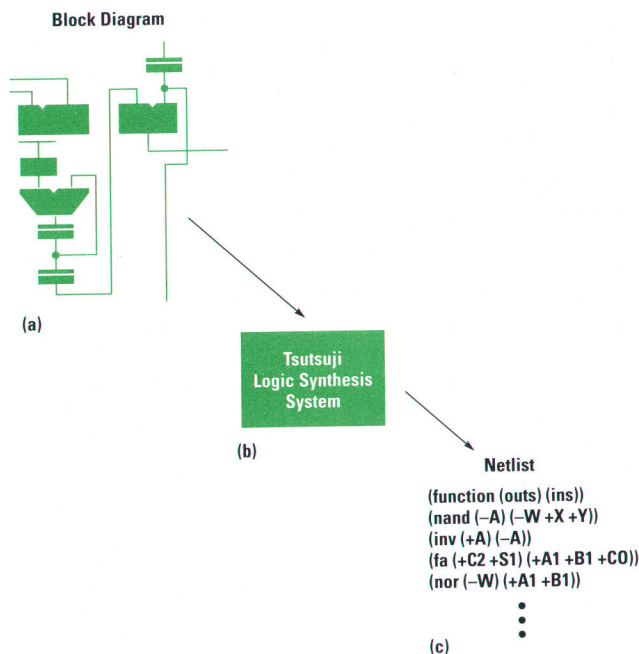 Block Diagram
(a)
Tsutsuji
Logic Synthesis
System
(b)
Netlist
(function (outs) (ins))
(nand (–A) (–W +X +Y))
(inv (+A) (–A))
(fa (+C2 +S1) (+A1 +B1 +CO))
(nor (–W) (+A1 +B1))
(c)